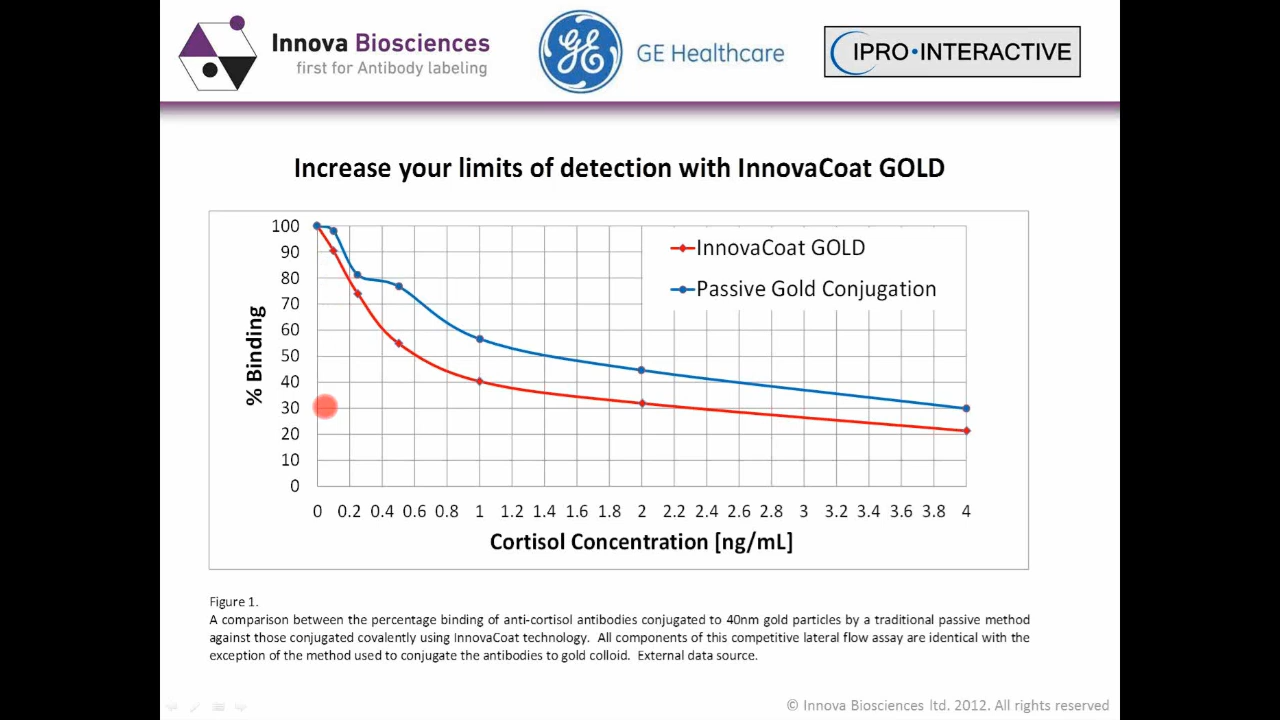 Innova Biosciences
first for Antibody labeling
GE
GE Healthcare
IPRO•INTERACTIVE
Increase your limits of detection with InnovaCoat GOLD
100
90
80
70
60
50
40
30
20
10
0
% Binding
InnovaCoat GOLD
Passive Gold Conjugation
0 0.2 0.4 0.6 0.8 1 1.2 1.4 1.6 1.8 2 2.2 2.4 2.6 2.8 3 3.2 3.4 3.6 3.8 4
Cortisol Concentration [ng/mL]
Figure 1.
A comparison between the percentage binding of anti-cortisol antibodies conjugated to 40nm gold particles by a traditional passive method
against those conjugated covalently using InnovaCoat technology. All components of this competitive lateral flow assay are identical with the
exception of the method used to conjugate the antibodies to gold colloid. External data source.
© Innova Biosciences ltd. 2012. All rights reserved